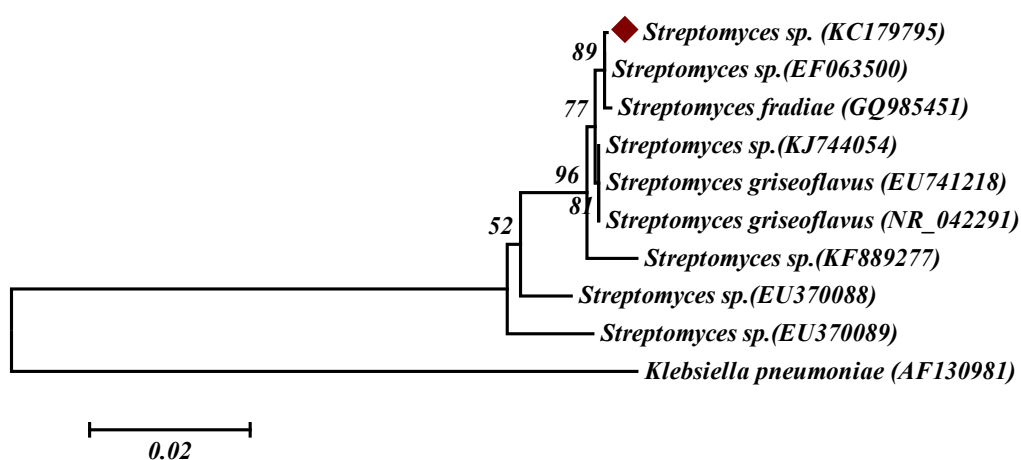 Streptomyces sp. (KC179795)
89
Streptomyces sp.(EF063500)
Streptomyces fradiae (GQ985451)
77
Streptomyces sp.(KJ744054)
96
Streptomyces griseoflavus (EU741218)
81
Streptomyces griseoflavus (NR_042291)
52
Streptomyces sp.(KF889277)
Streptomyces sp.(EU370088)
Streptomyces sp.(EU370089)
Klebsiella pneumoniae (AF130981)
0.02